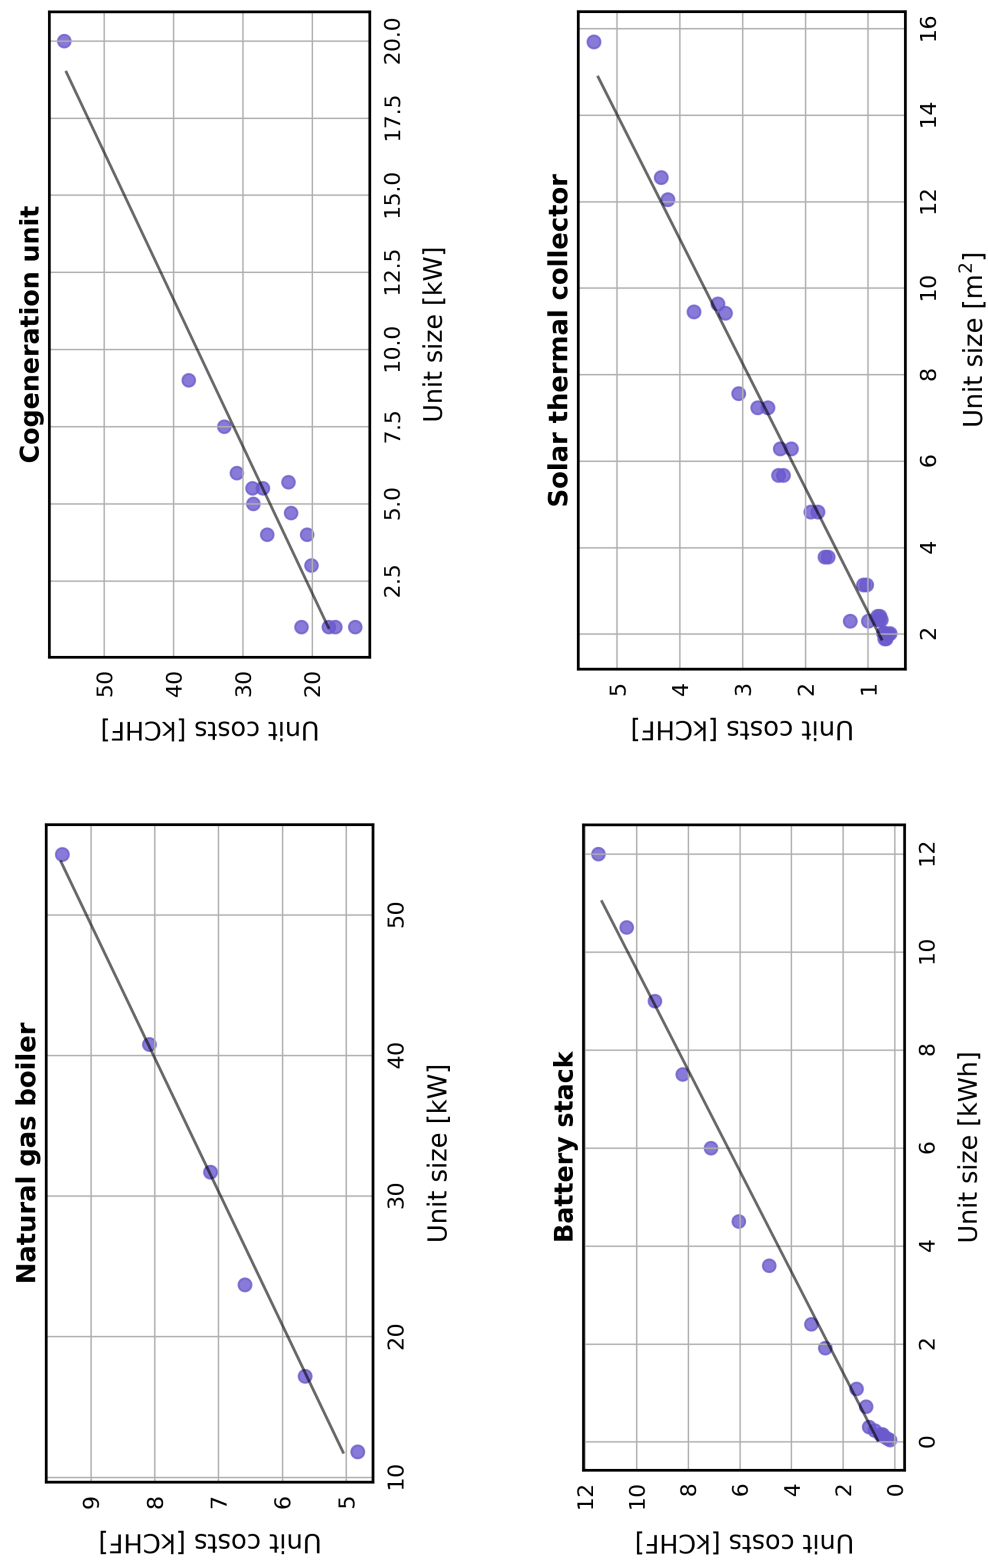 Natural gas boiler
Unit costs [kCHF]
9
8
7
6
5
10 20 30 40 50
Unit size [kW]
Cogeneration unit
Unit costs [kCHF]
50
40
30
20
2.5 5.0 7.5 10.0 12.5 15.0 17.5 20.0
Unit size [kW]
Battery stack
Unit costs [kCHF]
12
10
8
6
4
2
0
0 2 4 6 8 10 12
Unit size [kWh]
Solar thermal collector
Unit costs [kCHF]
5
4
3
2
1
2 4 6 8 10 12 14 16
Unit size [m²]